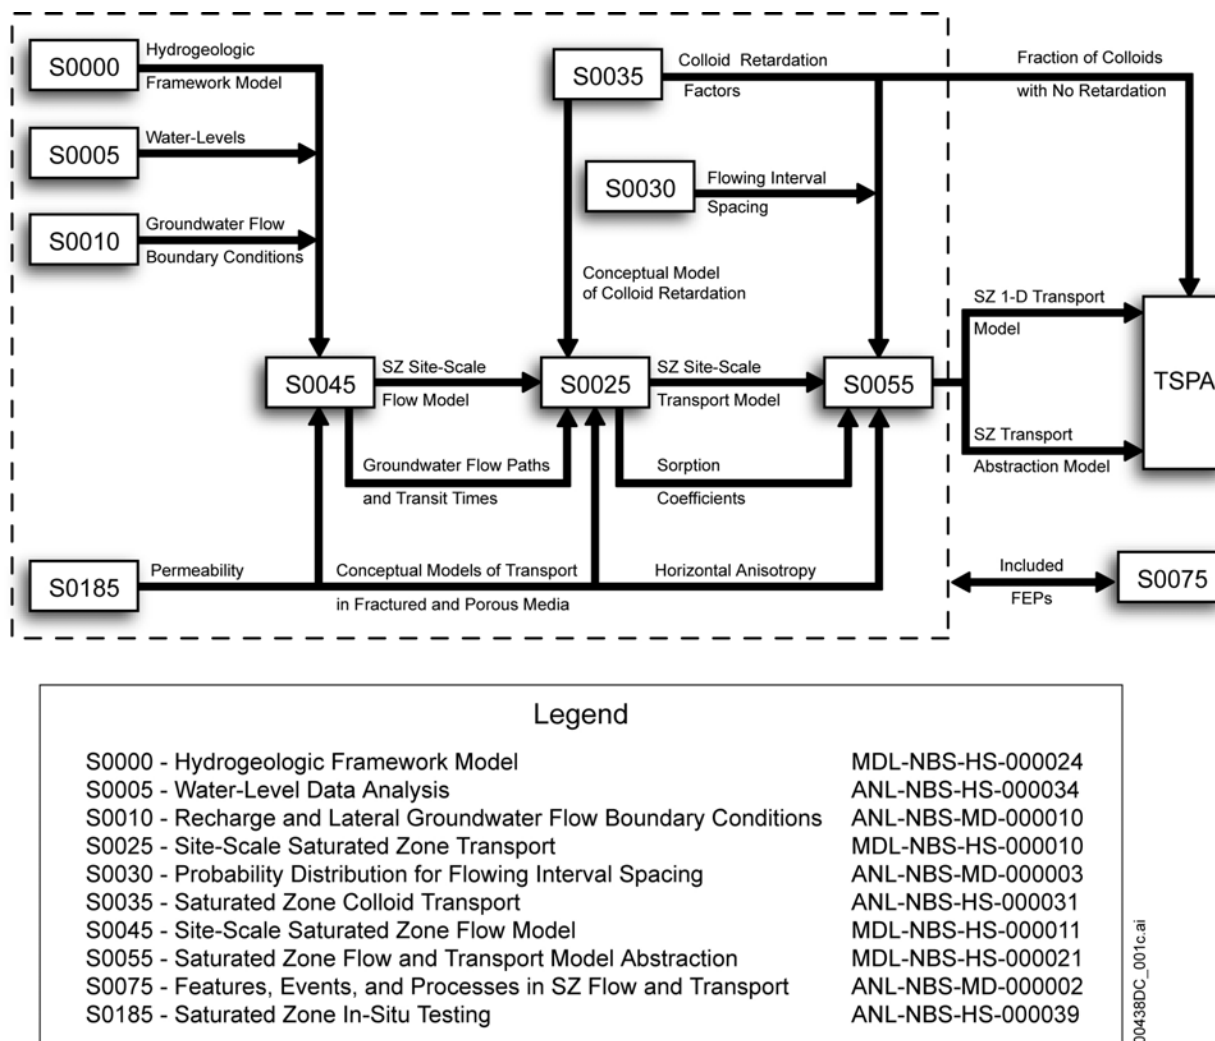 S0000
Hydrogeologic
Framework Model
S0005
Water-Levels
S0010
Groundwater Flow
Boundary Conditions
S0035
Colloid Retardation
Factors
Fraction of Colloids
with No Retardation
S0030
Flowing Interval
Spacing
Conceptual Model
of Colloid Retardation
S0045
SZ Site-Scale
Flow Model
S0025
SZ Site-Scale
Transport Model
S0055
SZ 1-D Transport
Model
TSPA
SZ Transport
Abstraction Model
Groundwater Flow Paths
and Transit Times
Sorption
Coefficients
S0185
Permeability
Conceptual Models of Transport
in Fractured and Porous Media
Horizontal Anisotropy
Included
FEPs
S0075
Legend
S0000 - Hydrogeologic Framework Model MDL-NBS-HS-000024
S0005 - Water-Level Data Analysis ANL-NBS-HS-000034
S0010 - Recharge and Lateral Groundwater Flow Boundary Conditions ANL-NBS-MD-000010
S0025 - Site-Scale Saturated Zone Transport MDL-NBS-HS-000010
S0030 - Probability Distribution for Flowing Interval Spacing ANL-NBS-MD-000003
S0035 - Saturated Zone Colloid Transport ANL-NBS-HS-000031
S0045 - Site-Scale Saturated Zone Flow Model MDL-NBS-HS-000011
S0055 - Saturated Zone Flow and Transport Model Abstraction MDL-NBS-HS-000021
S0075 - Features, Events, and Processes in SZ Flow and Transport ANL-NBS-MD-000002
S0185 - Saturated Zone In-Situ Testing ANL-NBS-HS-000039
00438DC_001c.ai